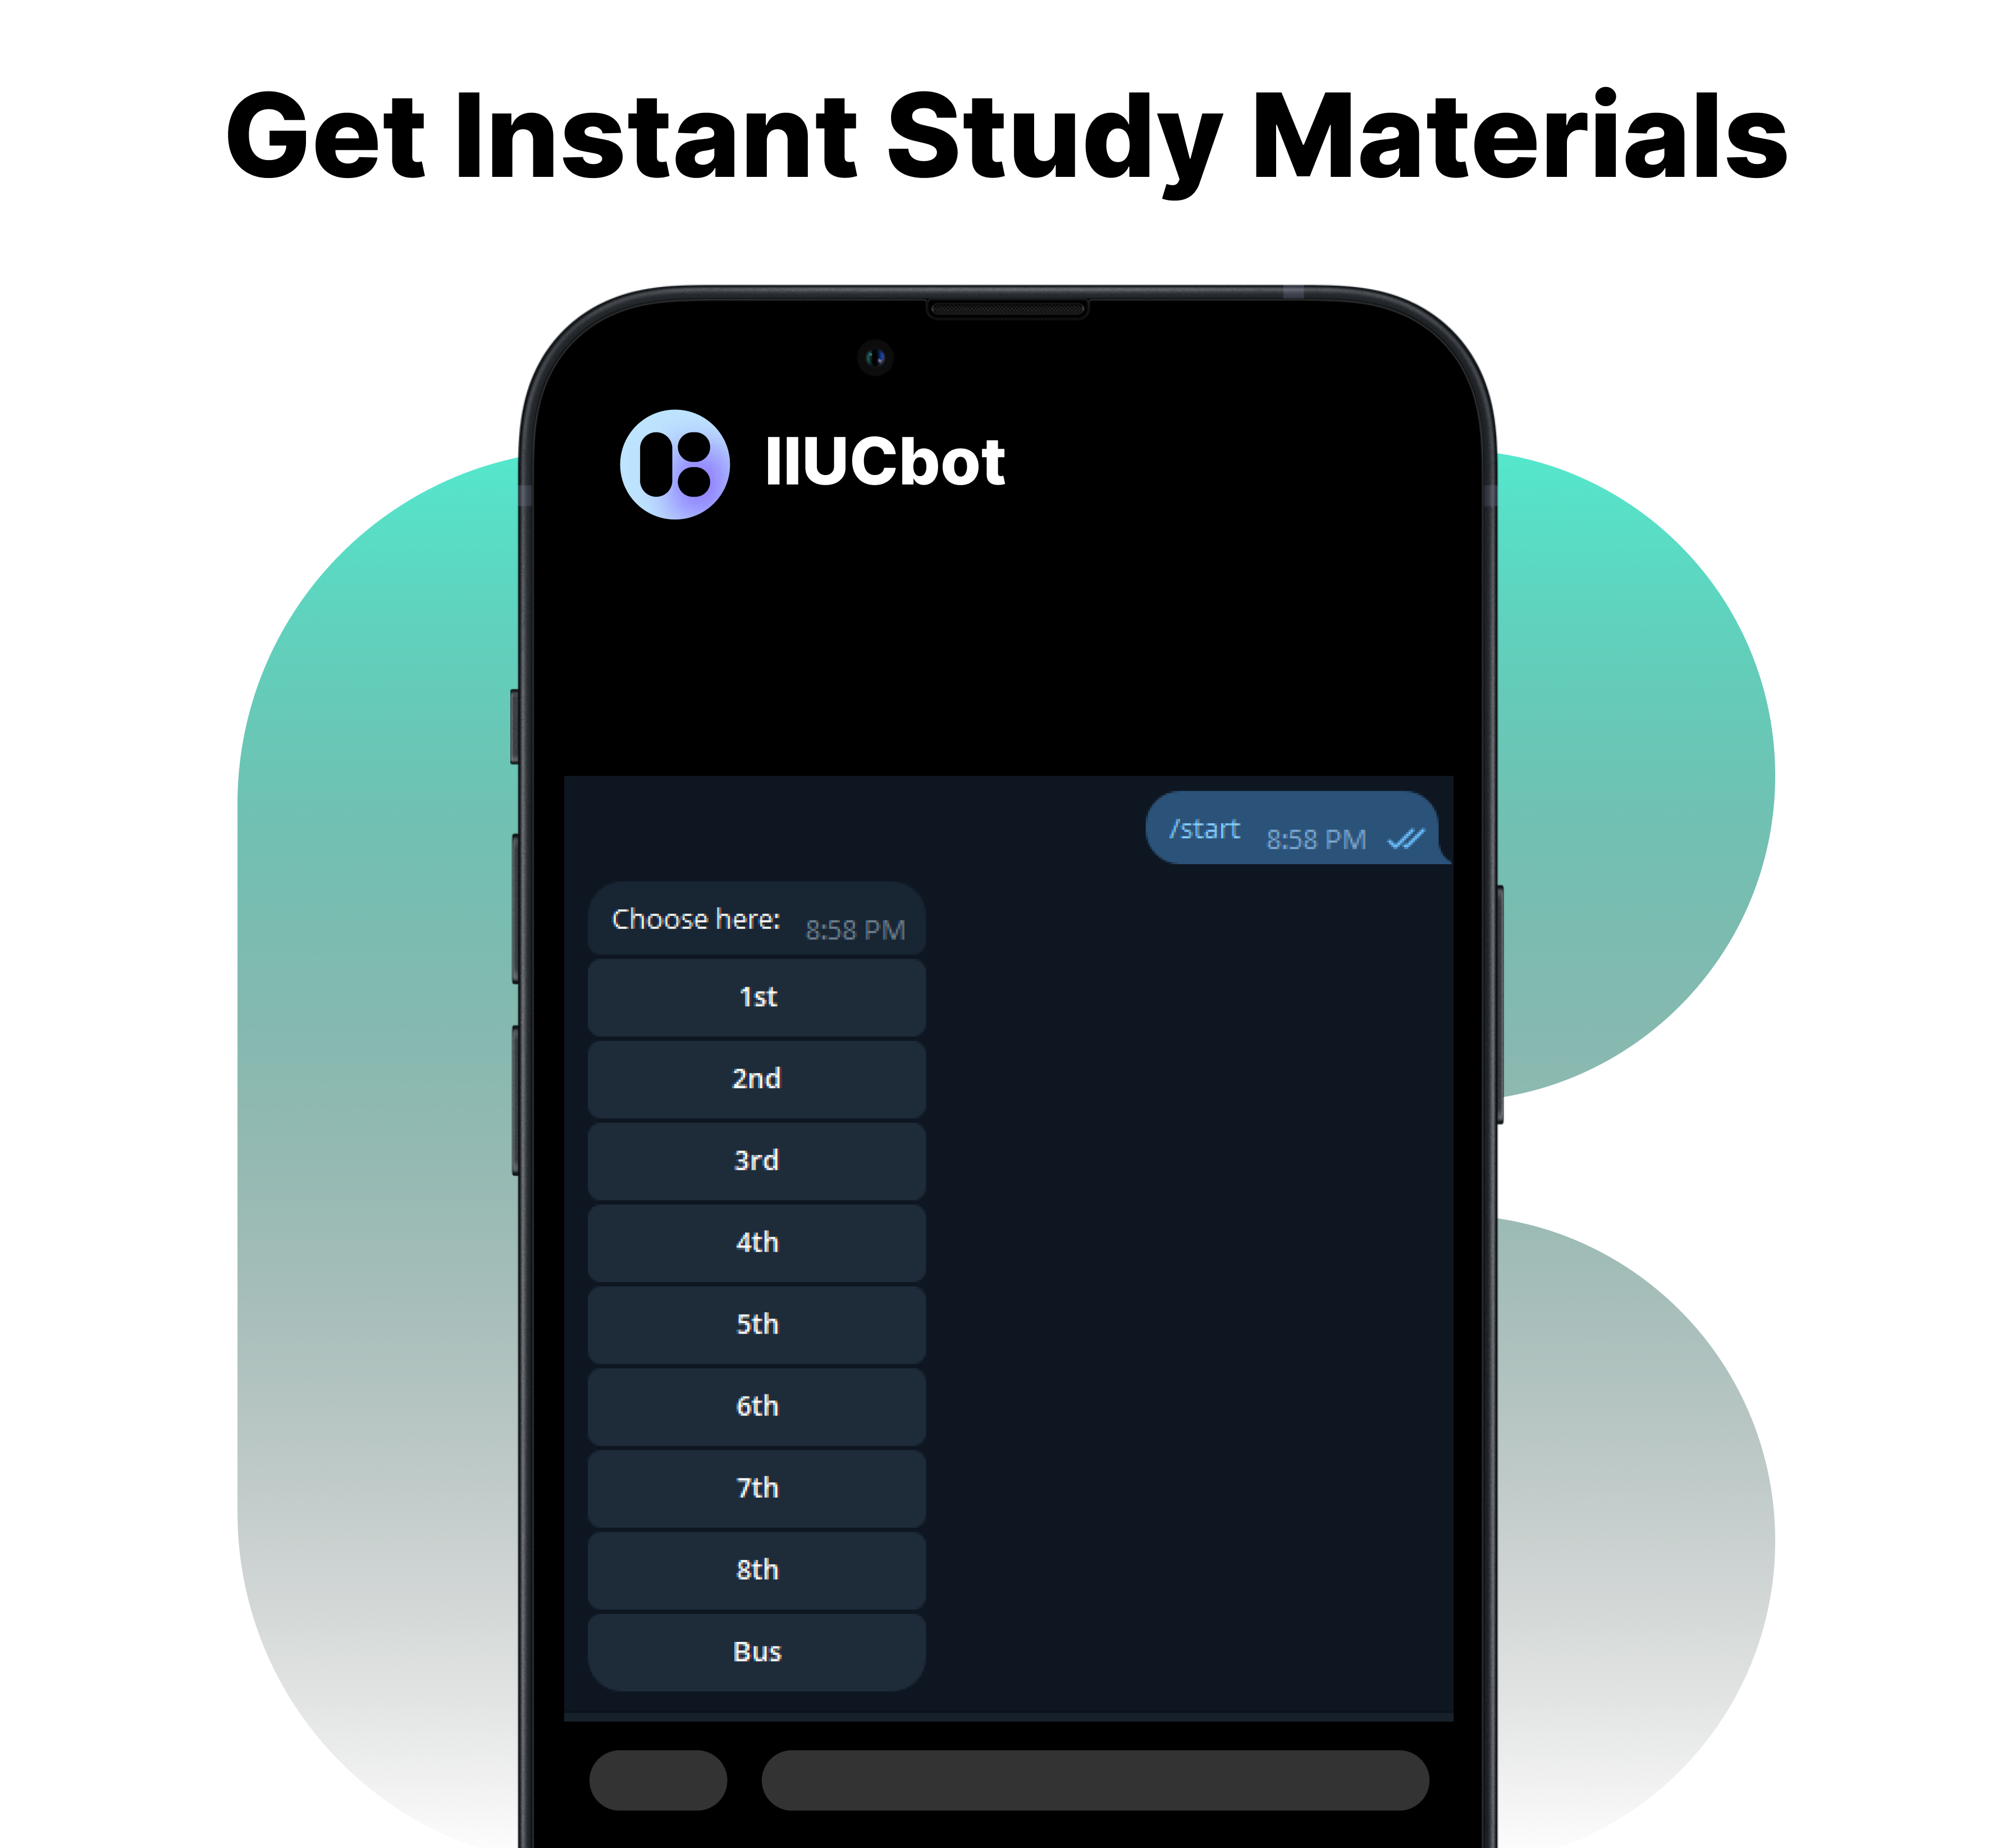 Get Instant Study Materials
IIUCbot
/start 8:58 PM
Choose here: 8:58 PM
1st
2nd
3rd
4th
5th
6th
7th
8th
Bus